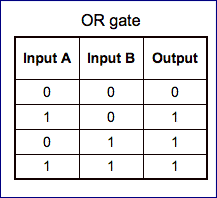 OR gate
Input A Input B Output
0 0 0
1 0 1
0 1 1
1 1 1